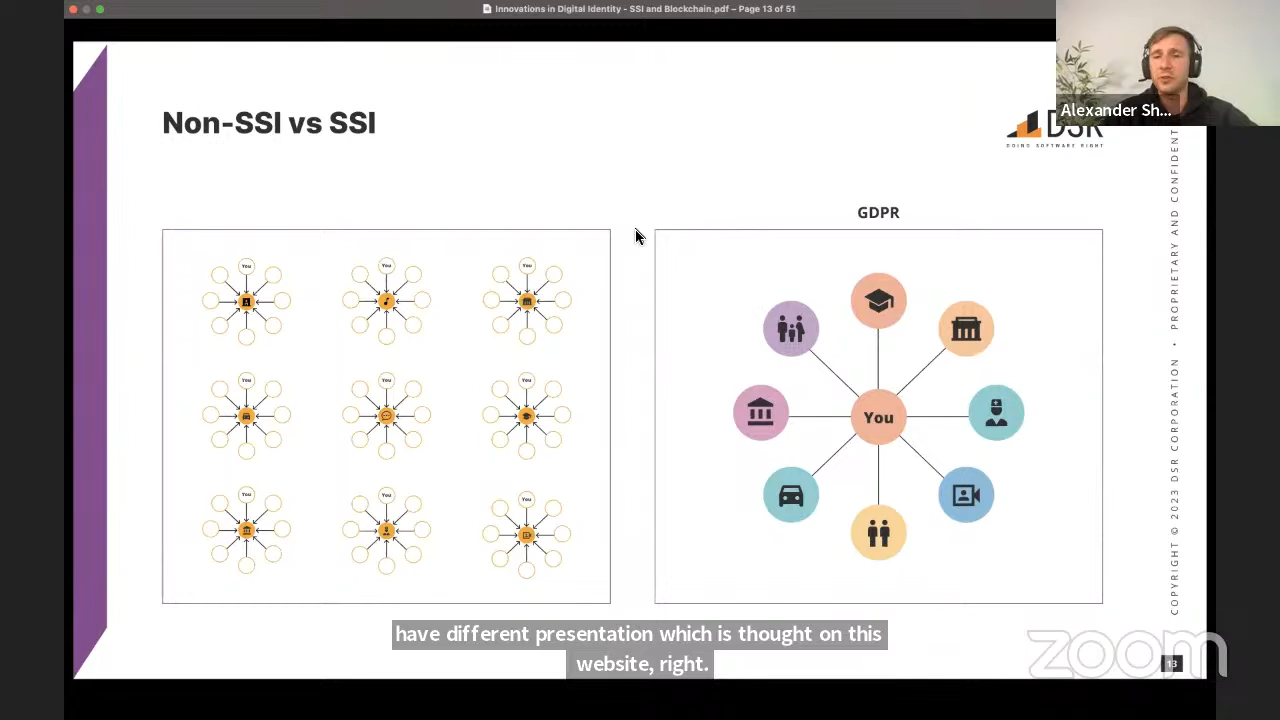 Innovations in Digital Identity - SSI and Blockchain.pdf – Page 13 of 51
Alexander Sh...
Non-SSI vs SSI
DSR
DOING SOFTWARE RIGHT
GDPR
You
You
You
You
You
You
You
You
You
You
COPYRIGHT © 2023 DSR CORPORATION • PROPRIETARY AND CONFIDENT
have different presentation which is thought on this
website, right.
zoom
13